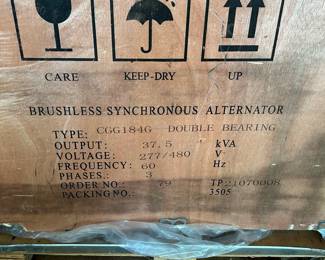 CARE KEEP-DRY UP
BRUSHLESS SYNCHRONOUS ALTERNATOR
TYPE: CGG184G DOUBLE BEARING
OUTPUT: 37.5 kVA
VOLTAGE: 277/480 V
FREQUENCY: 60 Hz
PHASES: 3
ORDER NO.: 79 TP21070008
PACKING NO.: 3505